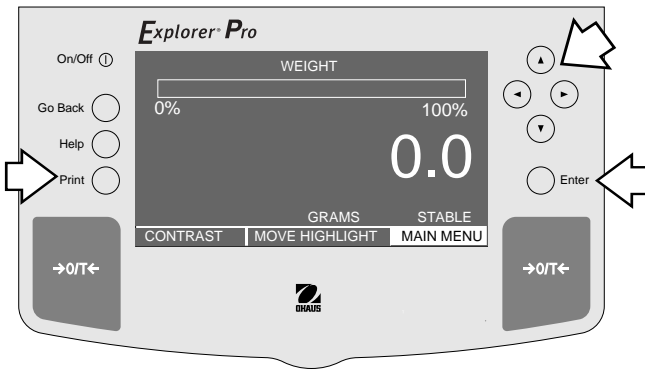 Explorer® Pro
On/Off
WEIGHT
Go Back
0% 100%
Help
0.0
Print
Enter
GRAMS STABLE
CONTRAST MOVE HIGHLIGHT MAIN MENU
→0/T← →0/T←
OHAUS